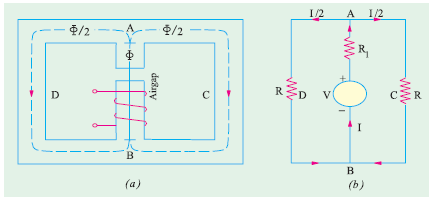 Φ/2 A Φ/2
Φ
D Airgap C
B
(a)
I/2 A I/2
R₁
+
R D V C R
−
I
B
(b)